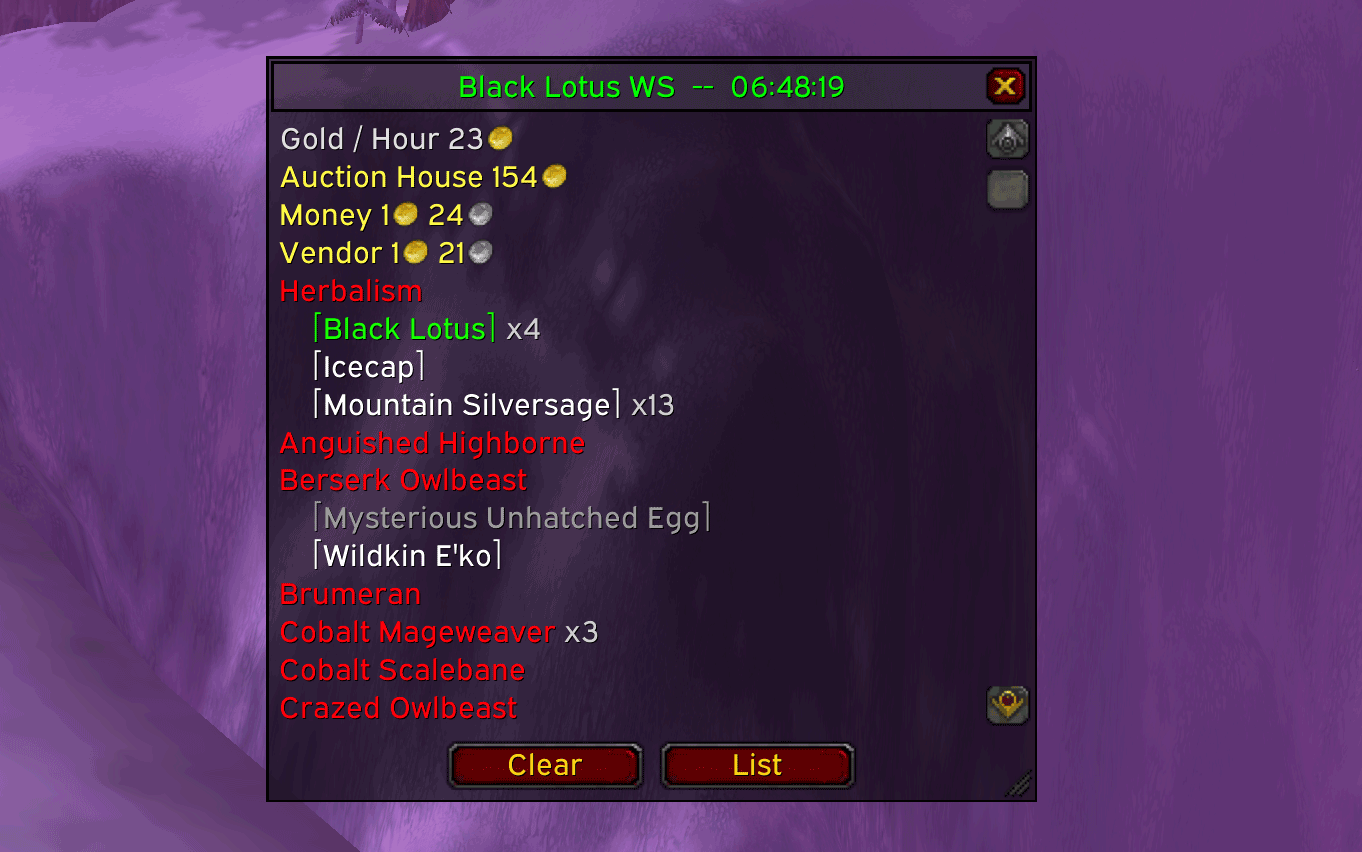 Black Lotus WS -- 06:48:19
Gold / Hour 23
Auction House 154
Money 1 24
Vendor 1 21
Herbalism
[Black Lotus] x4
[Icecap]
[Mountain Silversage] x13
Anguished Highborne
Berserk Owlbeast
[Mysterious Unhatched Egg]
[Wildkin E'ko]
Brumeran
Cobalt Mageweaver x3
Cobalt Scalebane
Crazed Owlbeast
Clear List